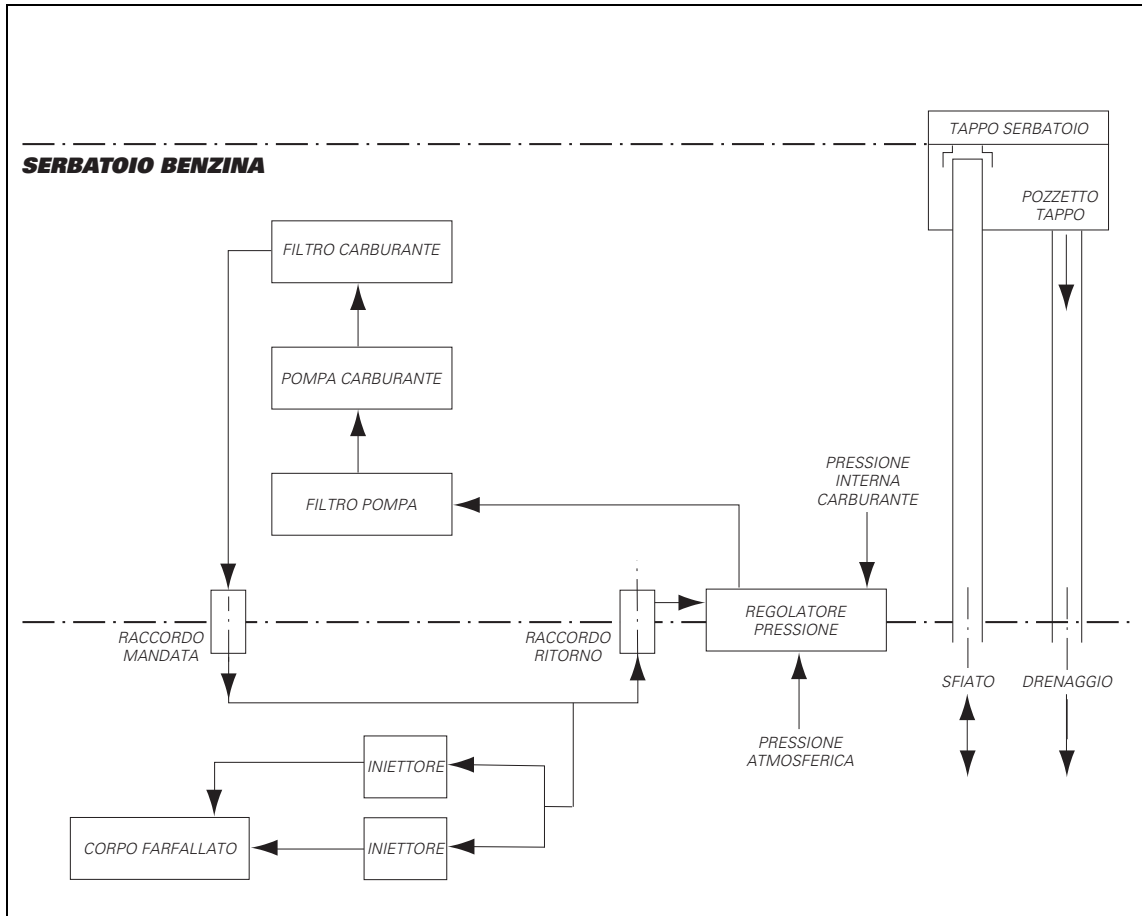 TAPPO SERBATOIO
SERBATOIO BENZINA
POZZETTO
TAPPO
FILTRO CARBURANTE
POMPA CARBURANTE
PRESSIONE
INTERNA
CARBURANTE
FILTRO POMPA
REGOLATORE
PRESSIONE
RACCORDO
MANDATA
RACCORDO
RITORNO
SFIATO
DRENAGGIO
PRESSIONE
ATMOSFERICA
INIETTORE
CORPO FARFALLATO
INIETTORE